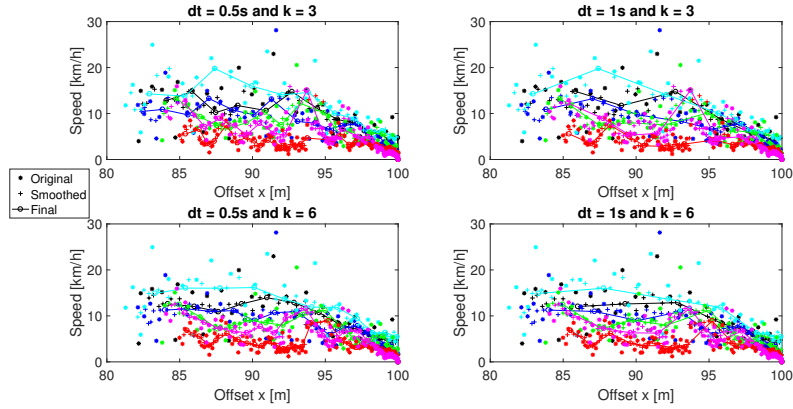 dt = 0.5s and k = 3
30
20
10
0
Speed [km/h]
80 85 90 95 100
Offset x [m]
dt = 1s and k = 3
30
20
10
0
Speed [km/h]
80 85 90 95 100
Offset x [m]
Original
Smoothed
Final
dt = 0.5s and k = 6
30
20
10
0
Speed [km/h]
80 85 90 95 100
Offset x [m]
dt = 1s and k = 6
30
20
10
0
Speed [km/h]
80 85 90 95 100
Offset x [m]